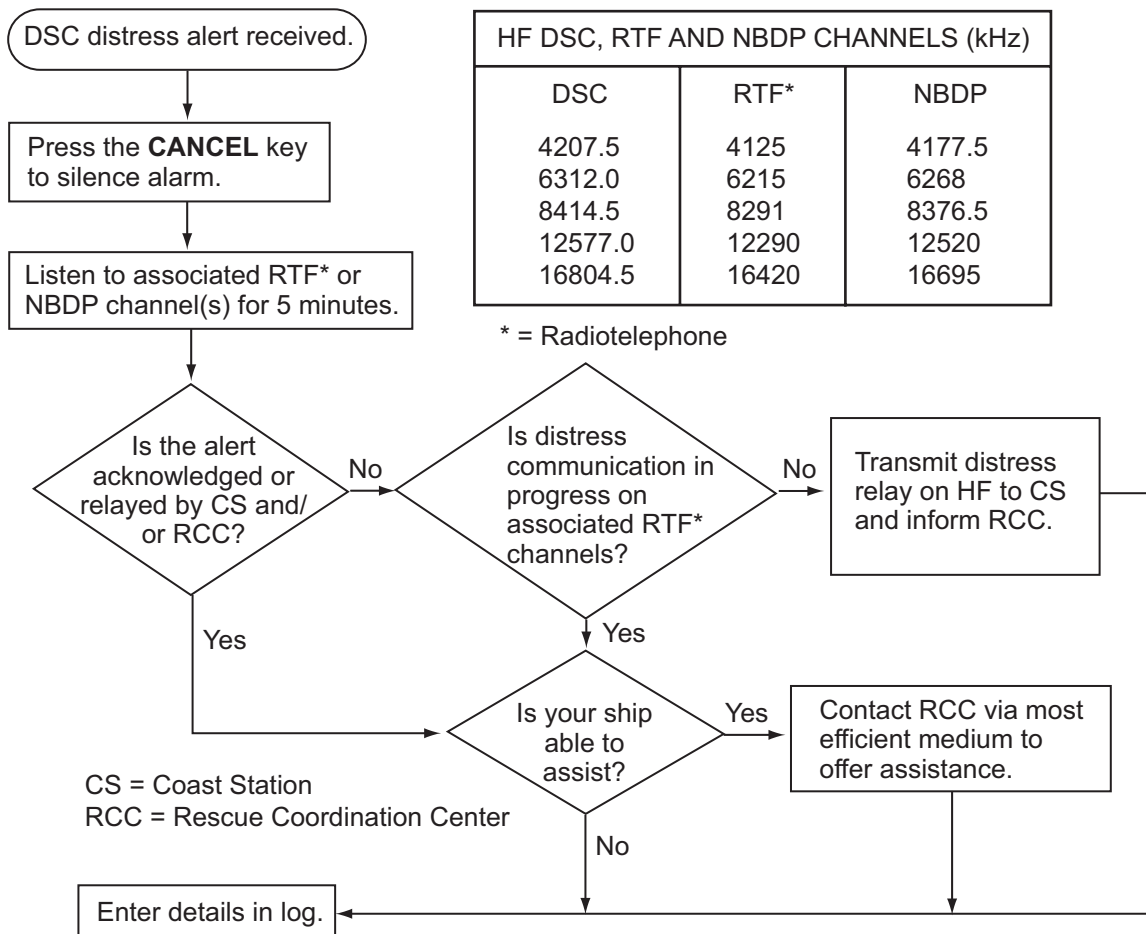 DSC distress alert received.
Press the CANCEL key
to silence alarm.
Listen to associated RTF* or
NBDP channel(s) for 5 minutes.
HF DSC, RTF AND NBDP CHANNELS (kHz)
DSC RTF* NBDP
4207.5 4125 4177.5
6312.0 6215 6268
8414.5 8291 8376.5
12577.0 12290 12520
16804.5 16420 16695
* = Radiotelephone
Is the alert
acknowledged or
relayed by CS and/
or RCC?
No
Yes
Is distress
communication in
progress on
associated RTF*
channels?
No
Yes
Transmit distress
relay on HF to CS
and inform RCC.
Is your ship
able to
assist?
Yes
No
Contact RCC via most
efficient medium to
offer assistance.
CS = Coast Station
RCC = Rescue Coordination Center
Enter details in log.